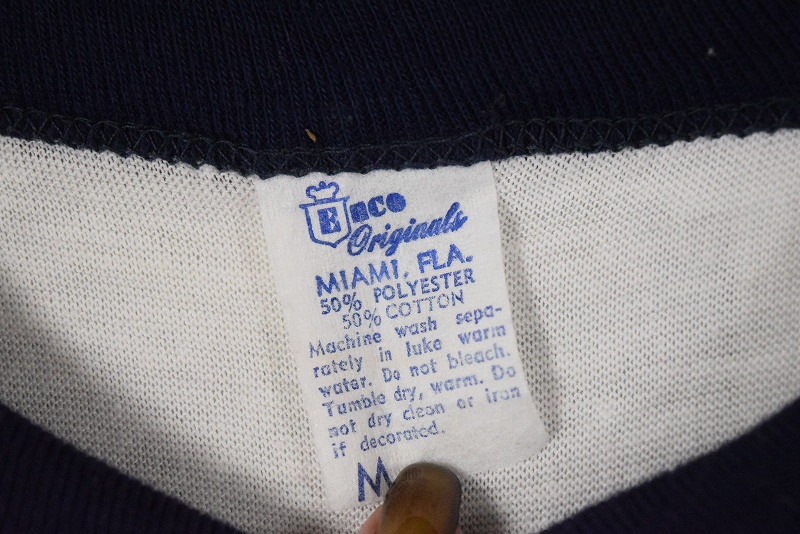 Enco
Originals
MIAMI, FLA.
50% POLYESTER
50% COTTON
Machine wash sepa-
rately in luke warm
water. Do not bleach.
Tumble dry, warm. Do
not dry clean or iron
if decorated.
M